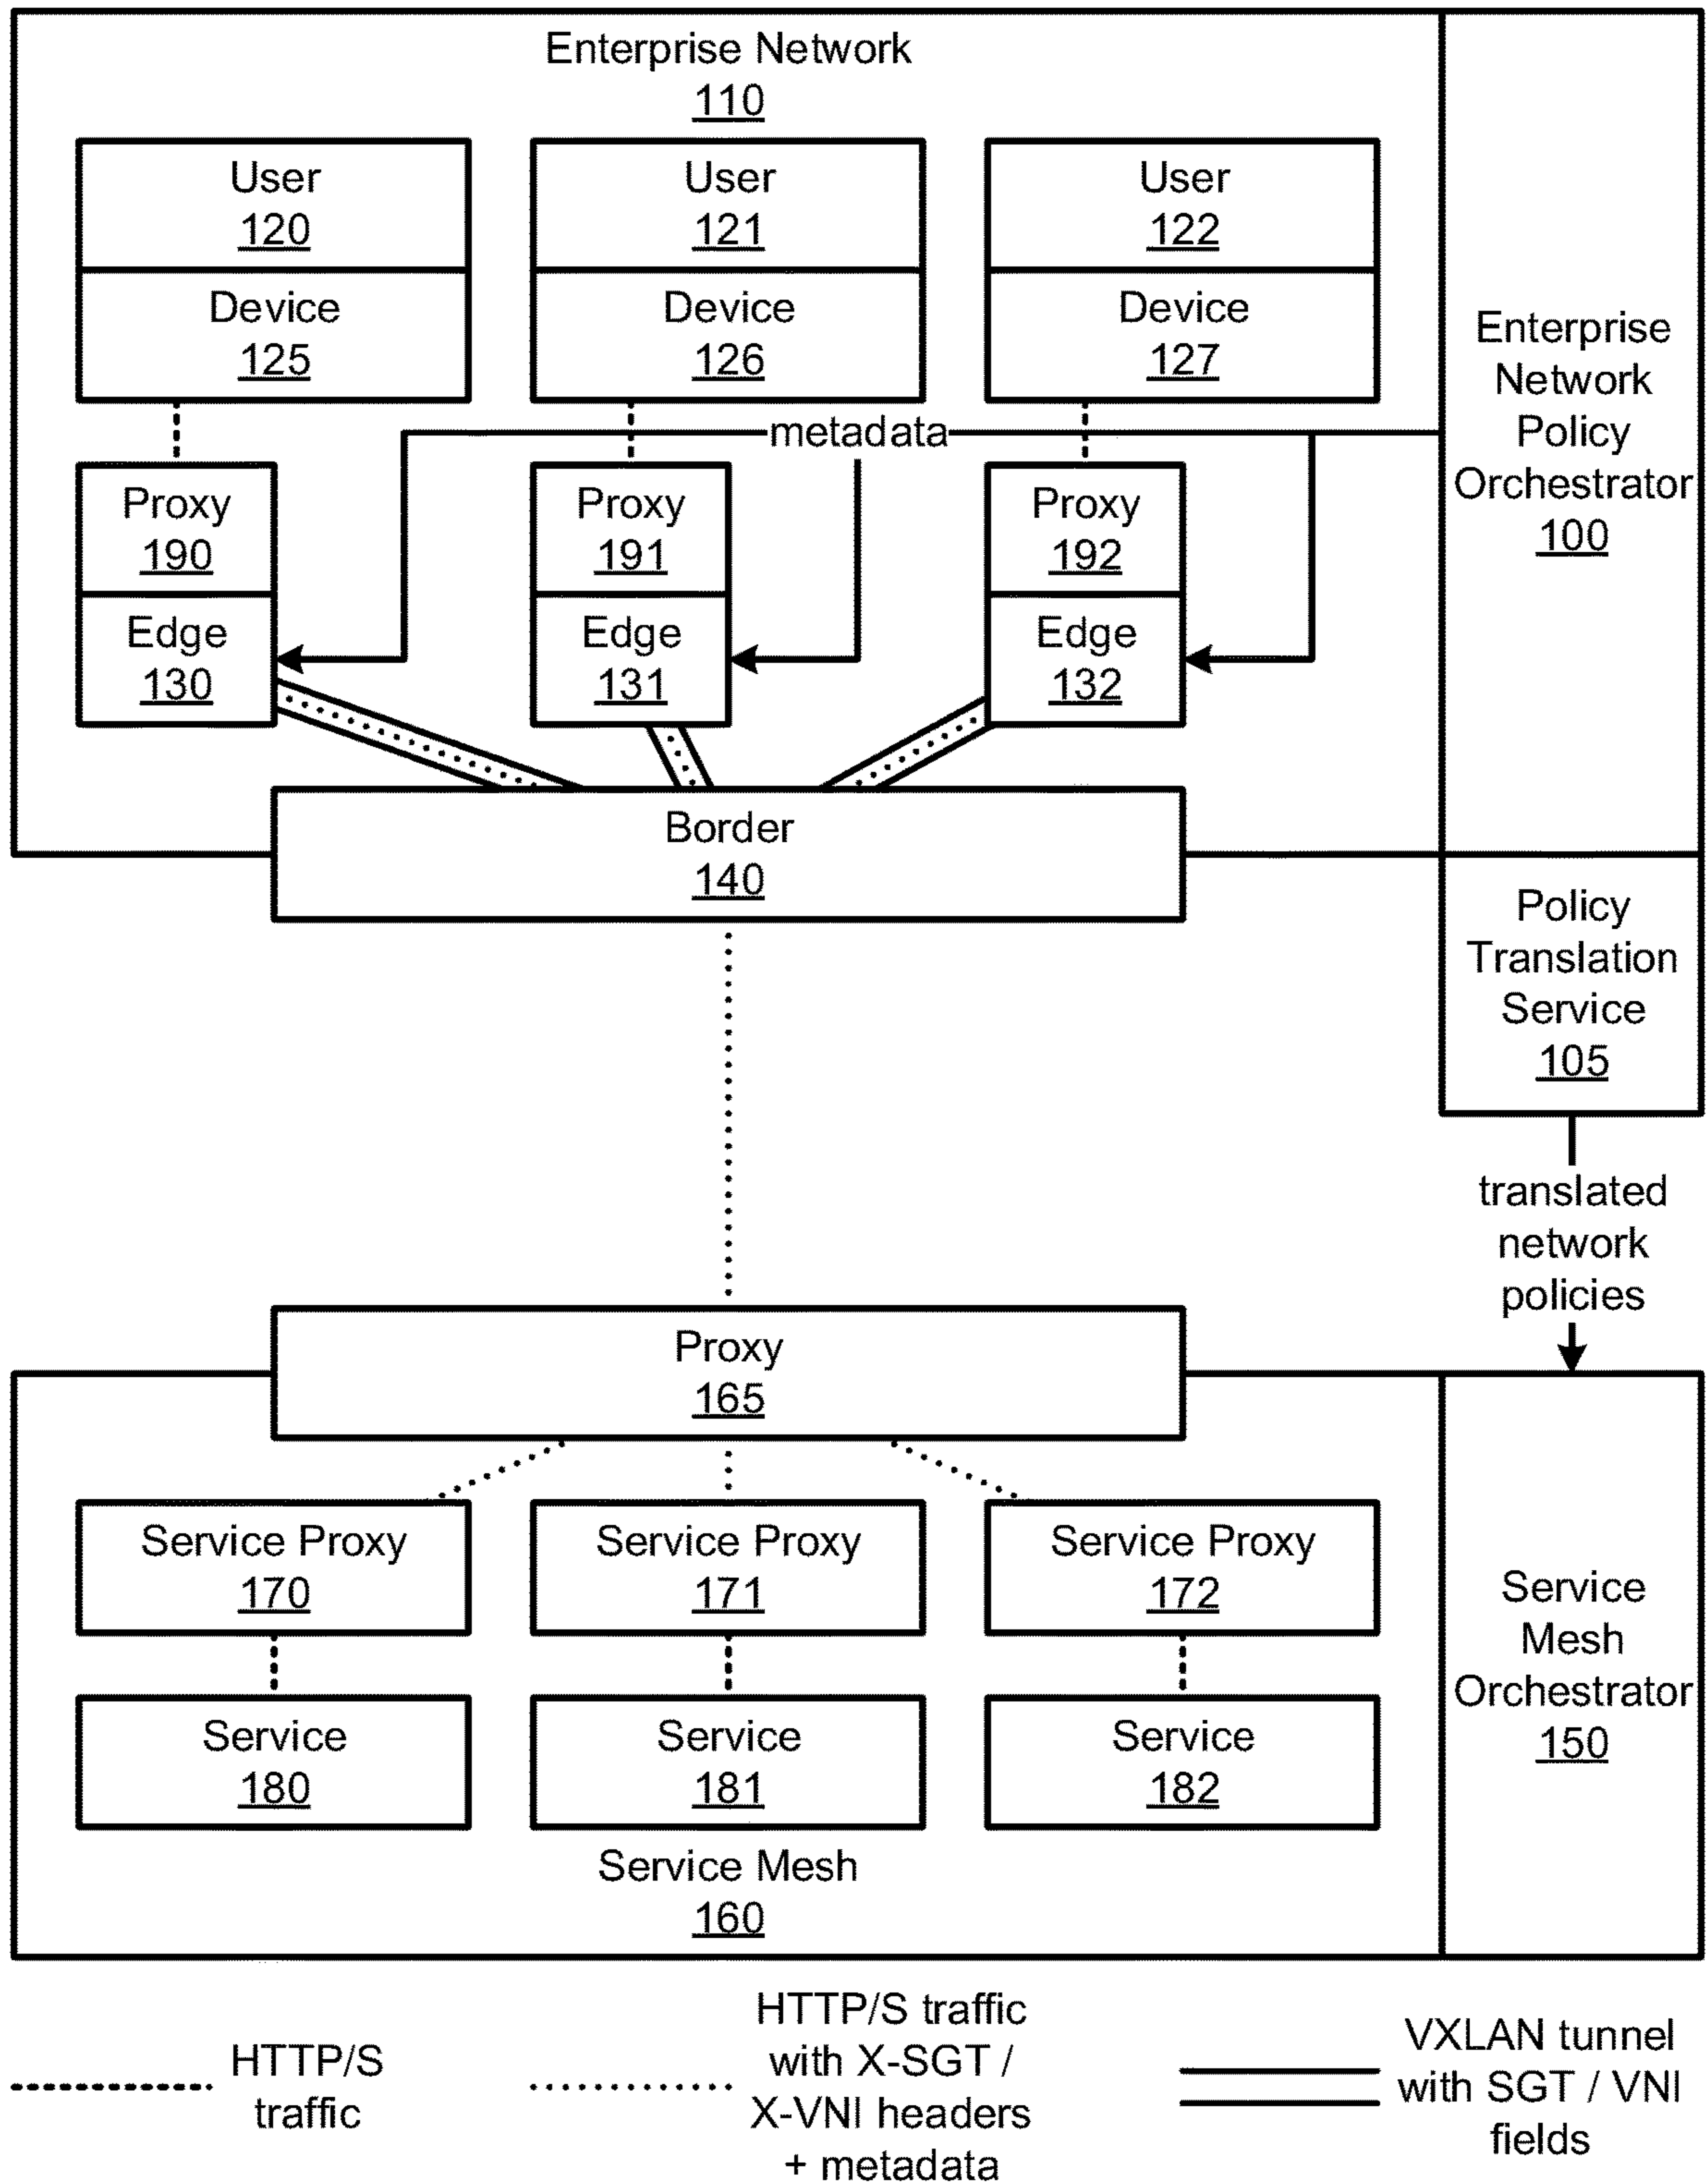 Enterprise Network
110
User
120
Device
125
User
121
Device
126
User
122
Device
127
metadata
Enterprise
Network
Policy
Orchestrator
100
Proxy
190
Edge
130
Proxy
191
Edge
131
Proxy
192
Edge
132
Border
140
Policy
Translation
Service
105
translated
network
policies
Proxy
165
Service Proxy
170
Service Proxy
171
Service Proxy
172
Service
180
Service
181
Service
182
Service Mesh
160
Service
Mesh
Orchestrator
150
HTTP/S
traffic
HTTP/S traffic
with X-SGT /
X-VNI headers
+ metadata
VXLAN tunnel
with SGT / VNI
fields